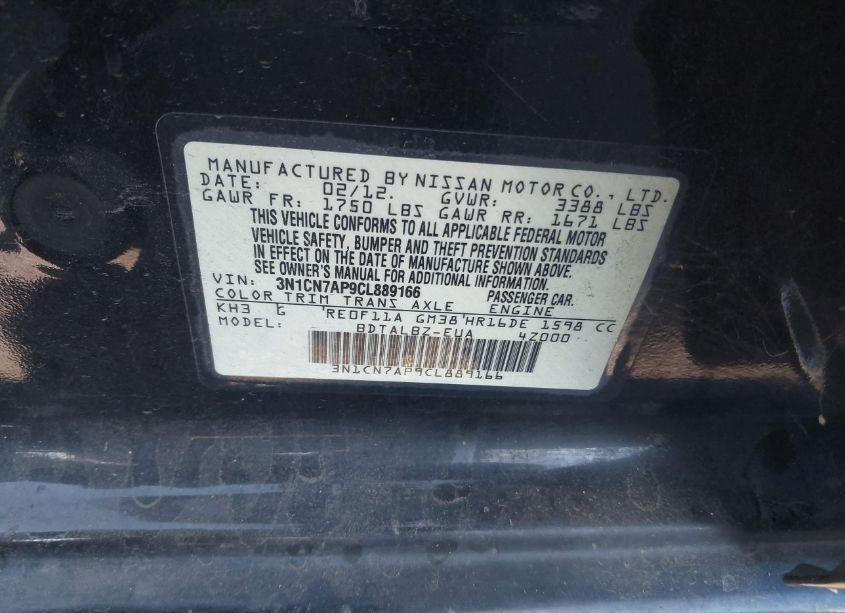 MANUFACTURED BY NISSAN MOTOR CO., LTD.
DATE: 02/12. GVWR: 3388 LBS
GAWR FR: 1750 LBS GAWR RR: 1671 LBS
THIS VEHICLE CONFORMS TO ALL APPLICABLE FEDERAL MOTOR
VEHICLE SAFETY, BUMPER AND THEFT PREVENTION STANDARDS
IN EFFECT ON THE DATE OF MANUFACTURE SHOWN ABOVE.
SEE OWNER'S MANUAL FOR ADDITIONAL INFORMATION.
VIN: 3N1CN7AP9CL889166 PASSENGER CAR.
COLOR TRIM TRANS AXLE ENGINE
KH3 G RE0F11A GM38 HR16DE 1598 CC
MODEL: BDTALBZ-EUA 4Z000
3N1CN7AP9CL889166